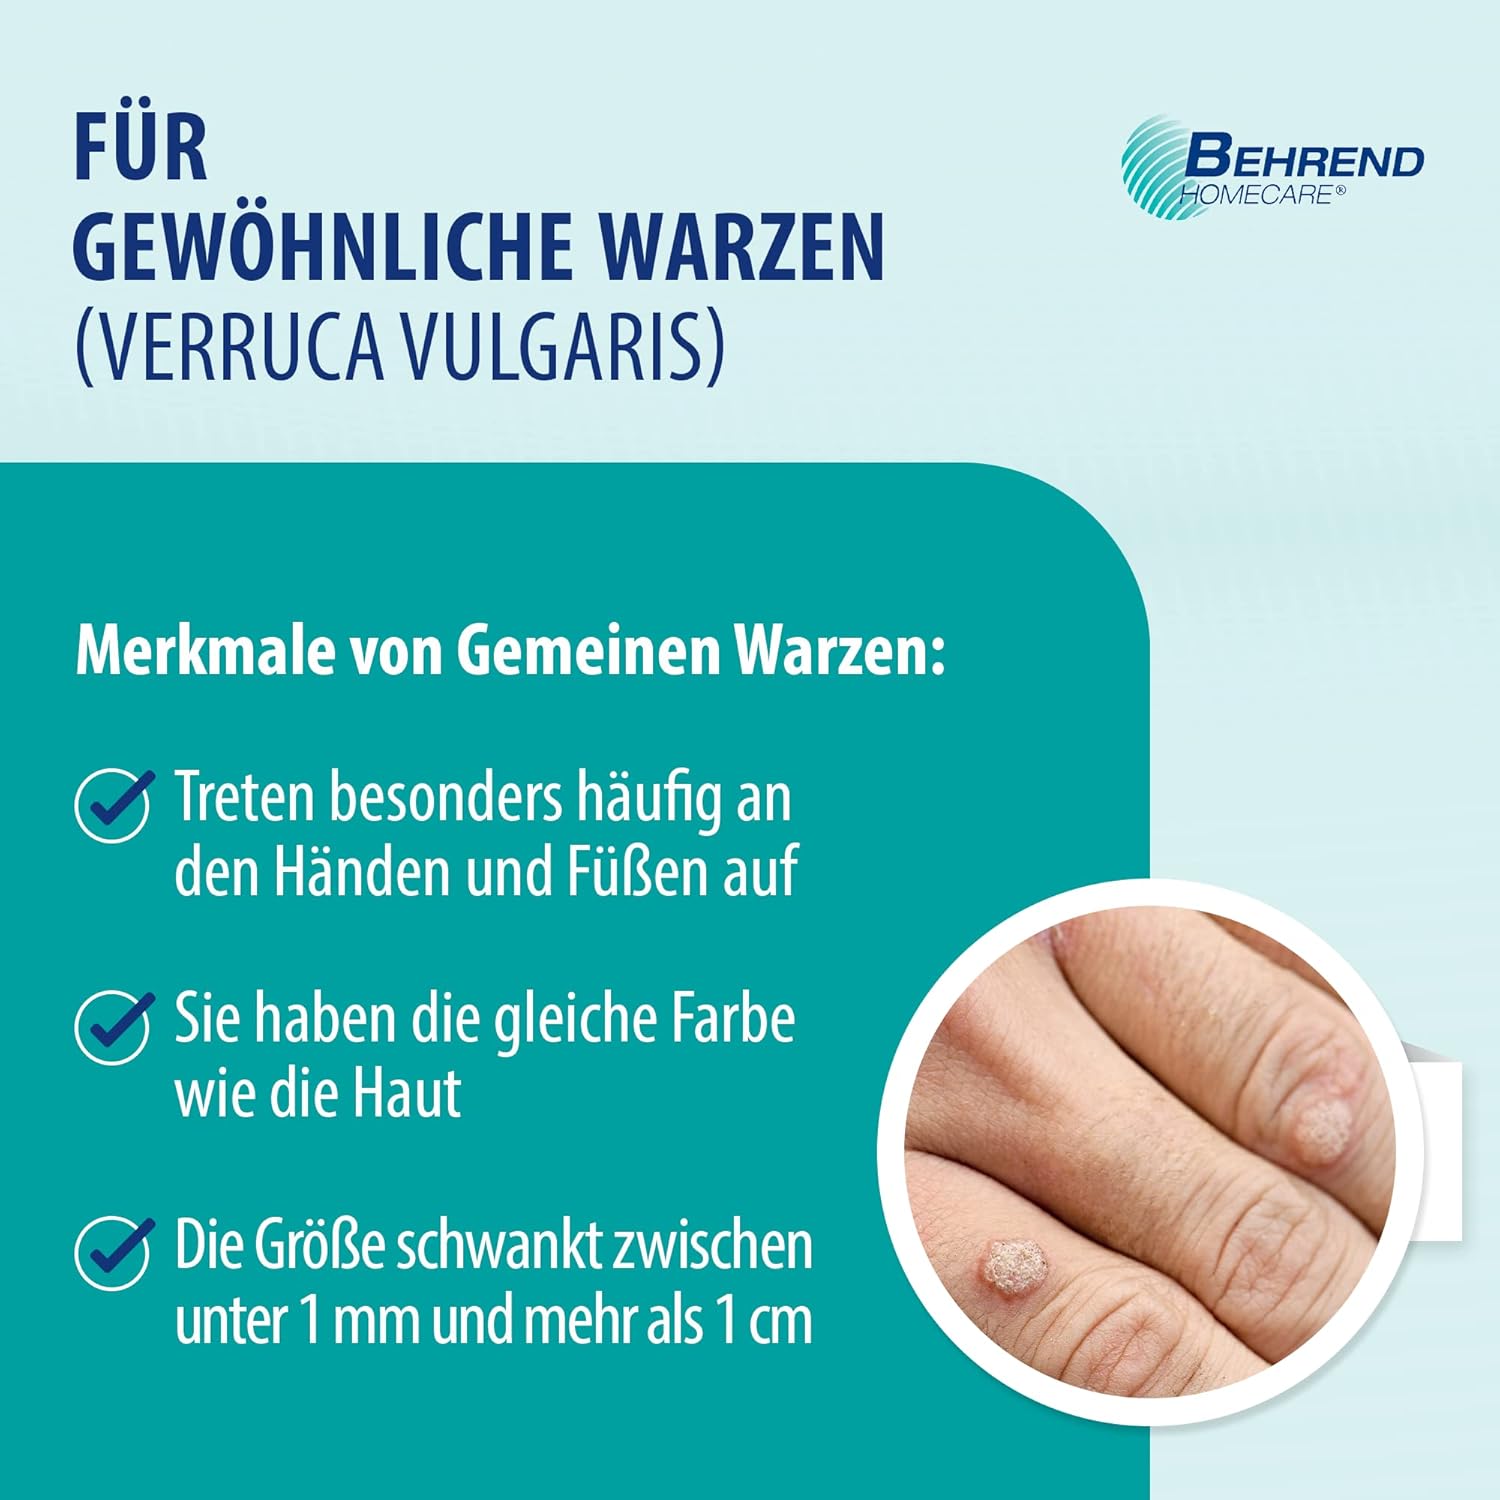 FÜR
GEWÖHNLICHE WARZEN
(VERRUCA VULGARIS)
BEHREND
HOMECARE®
Merkmale von Gemeinen Warzen:
Treten besonders häufig an
den Händen und Füßen auf
Sie haben die gleiche Farbe
wie die Haut
Die Größe schwankt zwischen
unter 1 mm und mehr als 1 cm